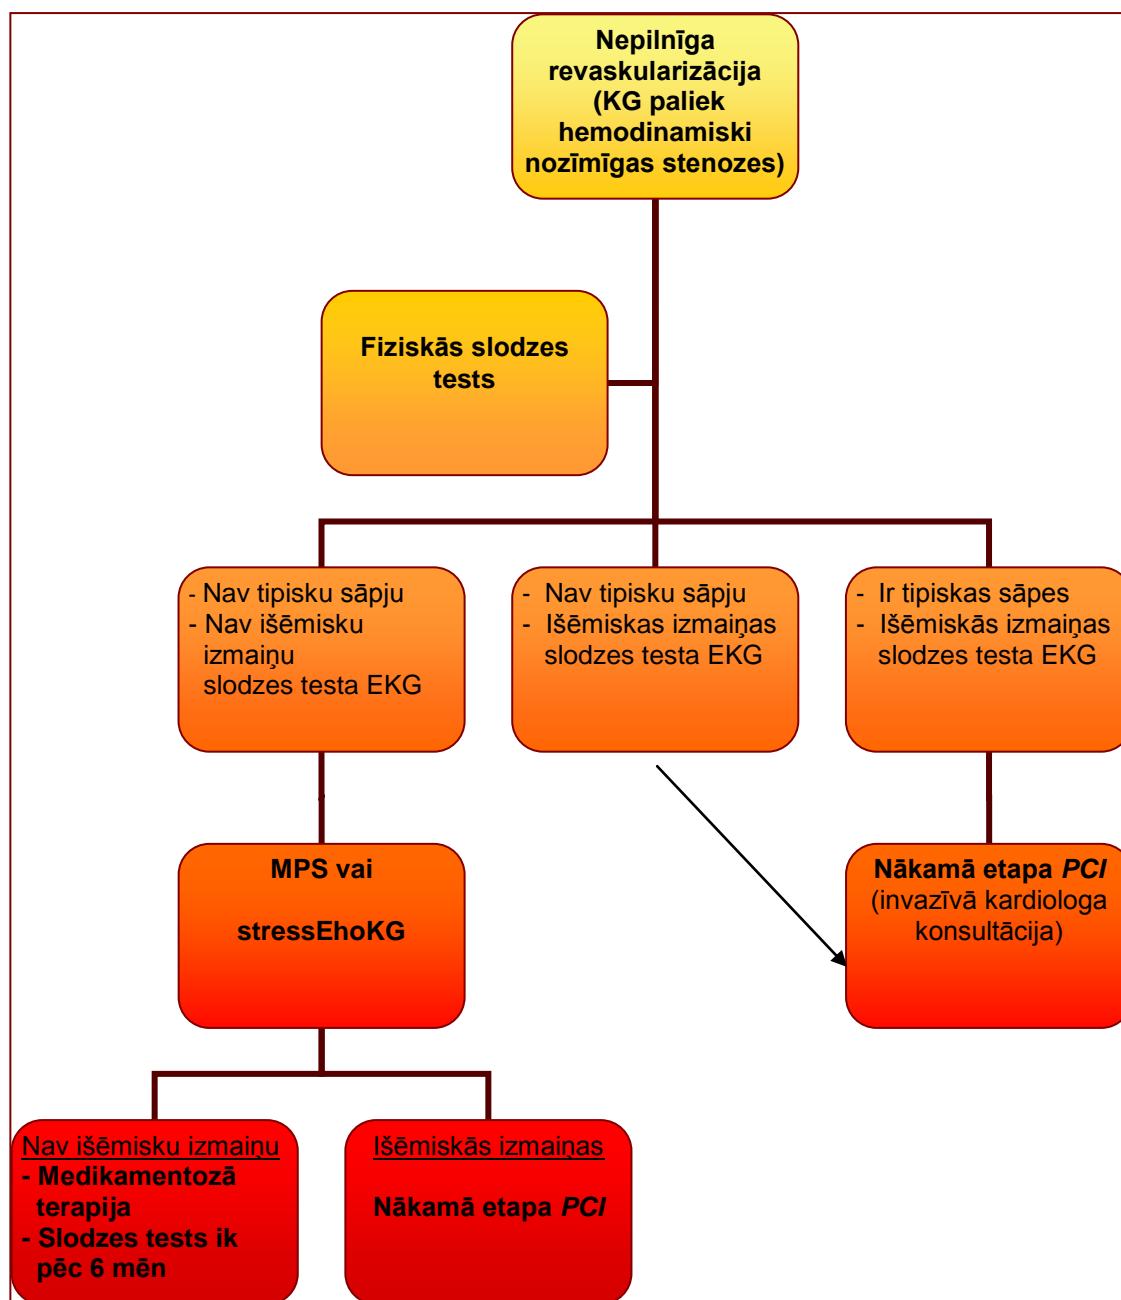 Nepilnīga
revaskularizācija
(KG paliek
hemodinamiski
nozīmīgas stenozes)
Fiziskās slodzes
tests
- Nav tipisku sāpju
- Nav išēmisku
izmaiņu
slodzes testa EKG
- Nav tipisku sāpju
- Išēmiskas izmaiņas
slodzes testa EKG
- Ir tipiskas sāpes
- Išēmiskās izmaiņas
slodzes testa EKG
MPS vai
stressEhoKG
Nākamā etapa PCI
(invazīvā kardiologa
konsultācija)
Nav išēmisku izmaiņu
- Medikamentozā
terapija
- Slodzes tests ik
pēc 6 mēn
Išēmiskās izmaiņas
Nākamā etapa PCI